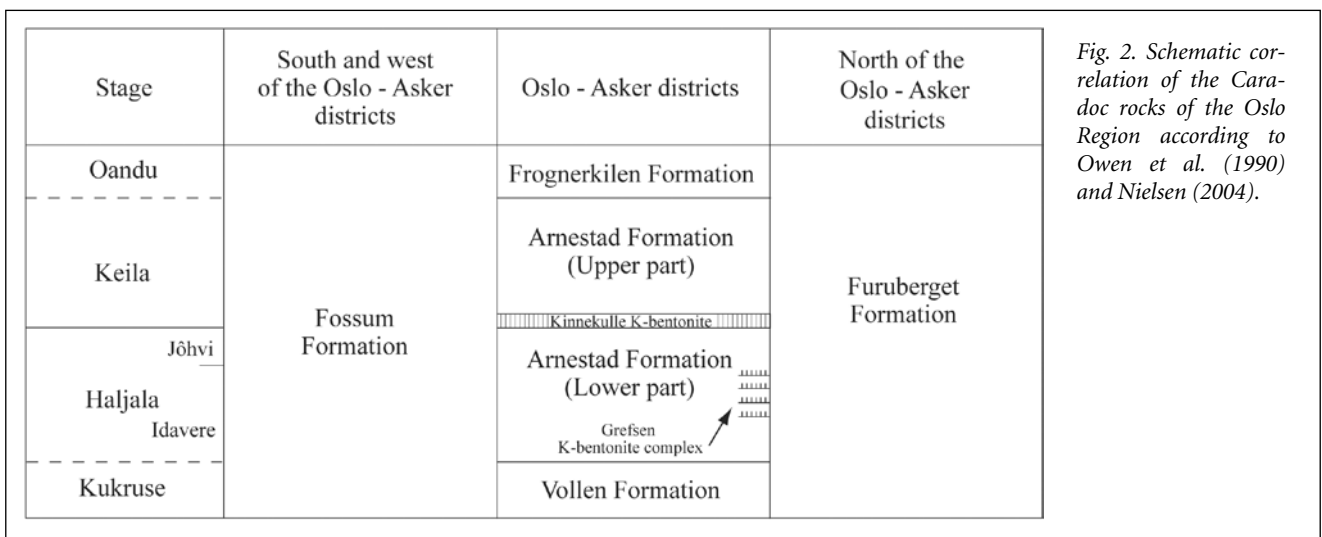 Stage
South and west
of the Oslo - Asker
districts
Oslo - Asker districts
North of the
Oslo - Asker
districts
Oandu
Keila
Jôhvi
Haljala
Idavere
Kukruse
Fossum
Formation
Frognerkilen Formation
Arnestad Formation
(Upper part)
Kinnekulle K-bentonite
Arnestad Formation
(Lower part)
Grefsen
K-bentonite complex
Vollen Formation
Furuberget
Formation
Fig. 2. Schematic cor-
relation of the Cara-
doc rocks of the Oslo
Region according to
Owen et al. (1990)
and Nielsen (2004).